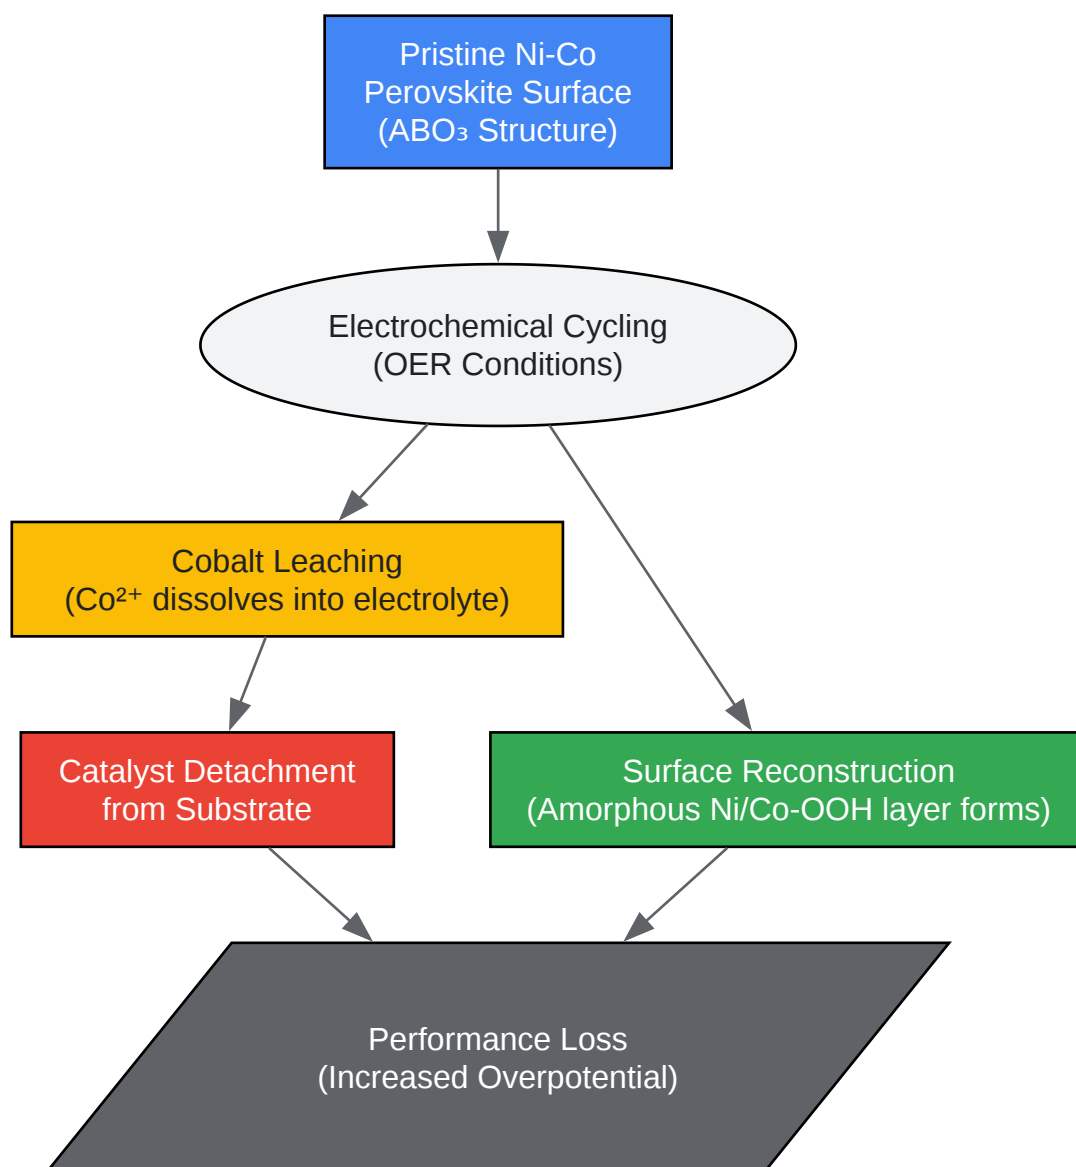 Pristine Ni-Co
Perovskite Surface
(ABO₃ Structure)
Electrochemical Cycling
(OER Conditions)
Cobalt Leaching
(Co²⁺ dissolves into electrolyte)
Catalyst Detachment
from Substrate
Surface Reconstruction
(Amorphous Ni/Co-OOH layer forms)
Performance Loss
(Increased Overpotential)